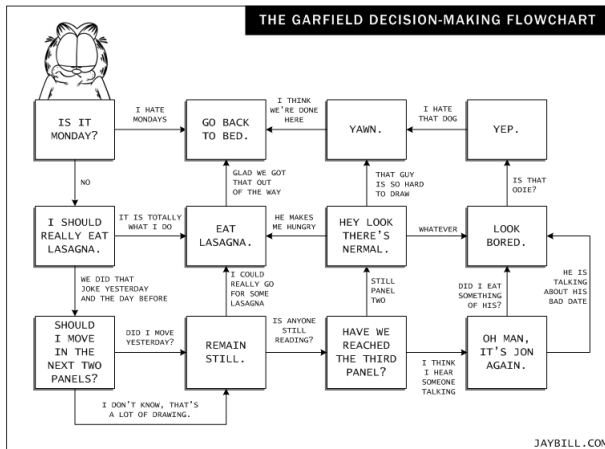 THE GARFIELD DECISION-MAKING FLOWCHART
IS IT
MONDAY?
I HATE
MONDAYS
GO BACK
TO BED.
I THINK
WE'RE DONE
HERE
YAWN.
I HATE
THAT DOG
YEP.
NO
GLAD WE GOT
THAT OUT
OF THE WAY
THAT GUY
IS SO HARD
TO DRAW
IS THAT
ODIE?
I SHOULD
REALLY EAT
LASAGNA.
IT IS TOTALLY
WHAT I DO
EAT
LASAGNA.
HE MAKES
ME HUNGRY
HEY LOOK
THERE'S
NERMAL.
WHATEVER
LOOK
BORED.
WE DID THAT
JOKE YESTERDAY
AND THE DAY BEFORE
I COULD
REALLY GO
FOR SOME
LASAGNA
STILL
PANEL
TWO
DID I EAT
SOMETHING
OF HIS?
HE IS
TALKING
ABOUT HIS
BAD DATE
SHOULD
I MOVE
IN THE
NEXT TWO
PANELS?
DID I MOVE
YESTERDAY?
REMAIN
STILL.
IS ANYONE
STILL
READING?
HAVE WE
REACHED
THE THIRD
PANEL?
I THINK
I HEAR
SOMEONE
TALKING
OH MAN,
IT'S JON
AGAIN.
I DON'T KNOW, THAT'S
A LOT OF DRAWING.
JAYBILL.COM